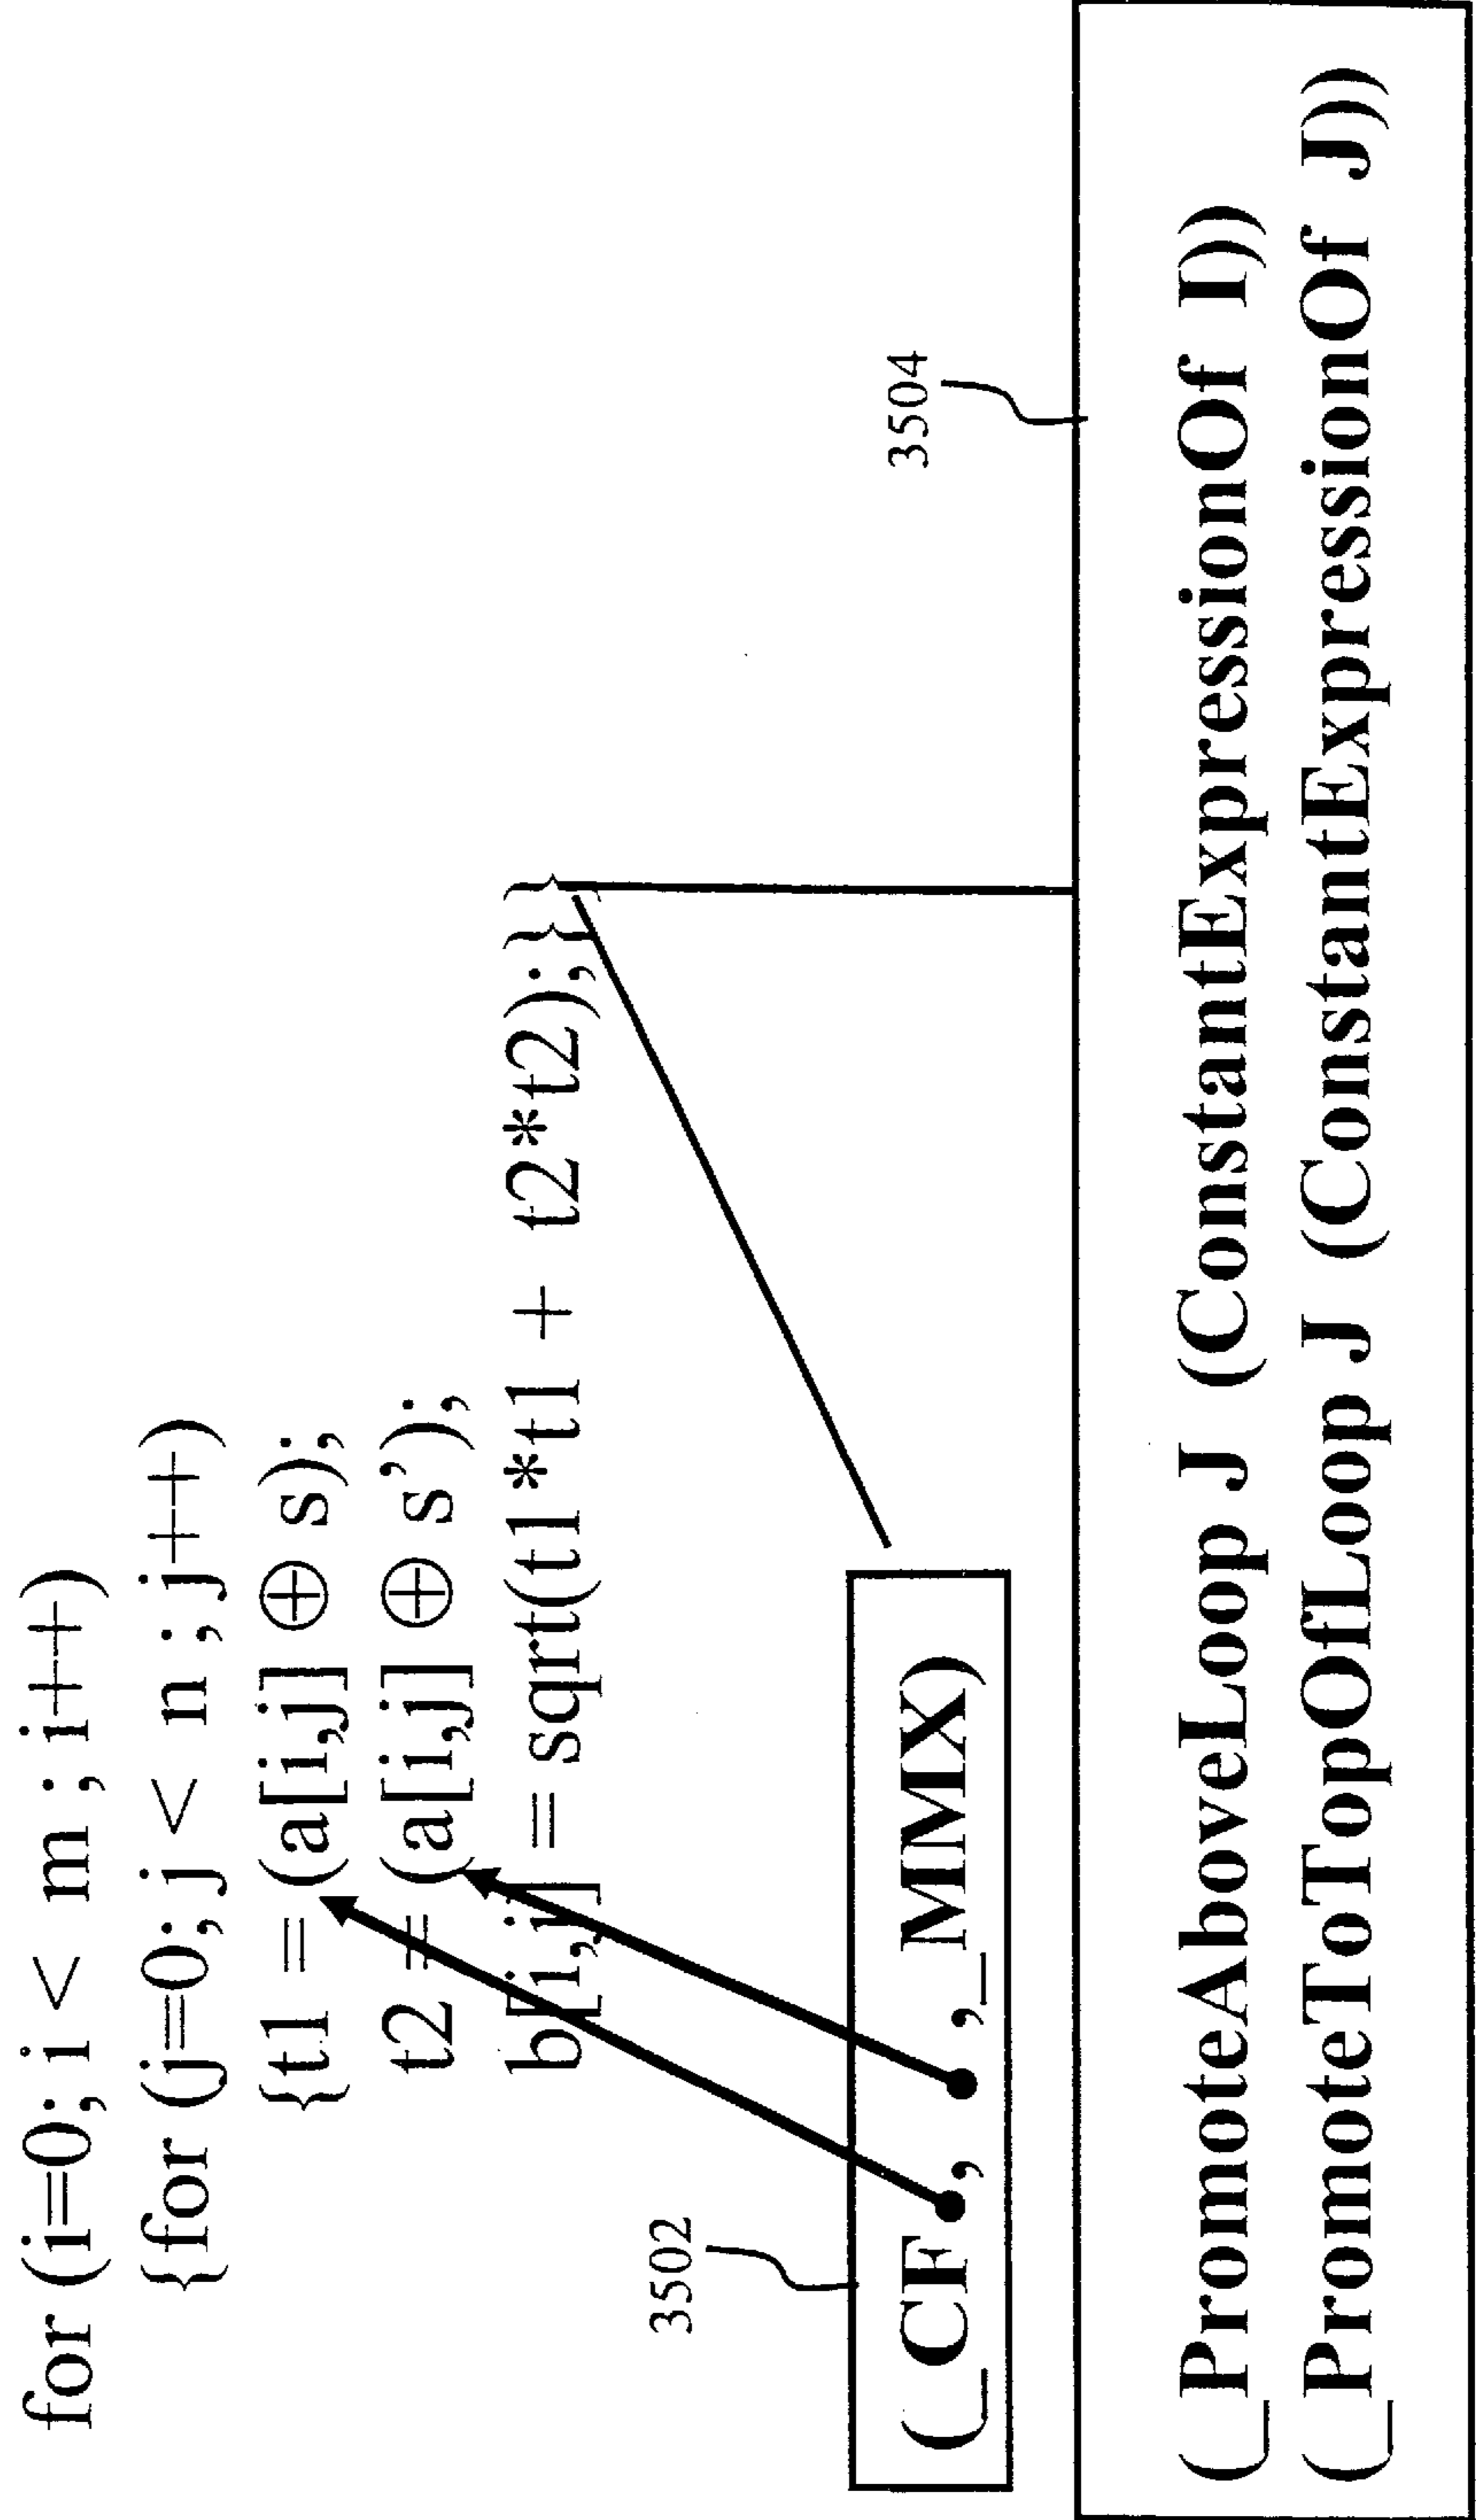 for (i=0; i < m ; i++)
{for (j=0; j < n ; j++)
{t1 = (a[i,j] ⊕ s);
t2 = (a[i,j] ⊕ s’);
b[i,j] = sqrt(t1*t1 + t2*t2);}}
3502
(_CF , ,_MMX)
3504
(_PromoteAboveLoop J (ConstantExpressionOf I))
(_PromoteToTopOfLoop J (ConstantExpressionOf J))